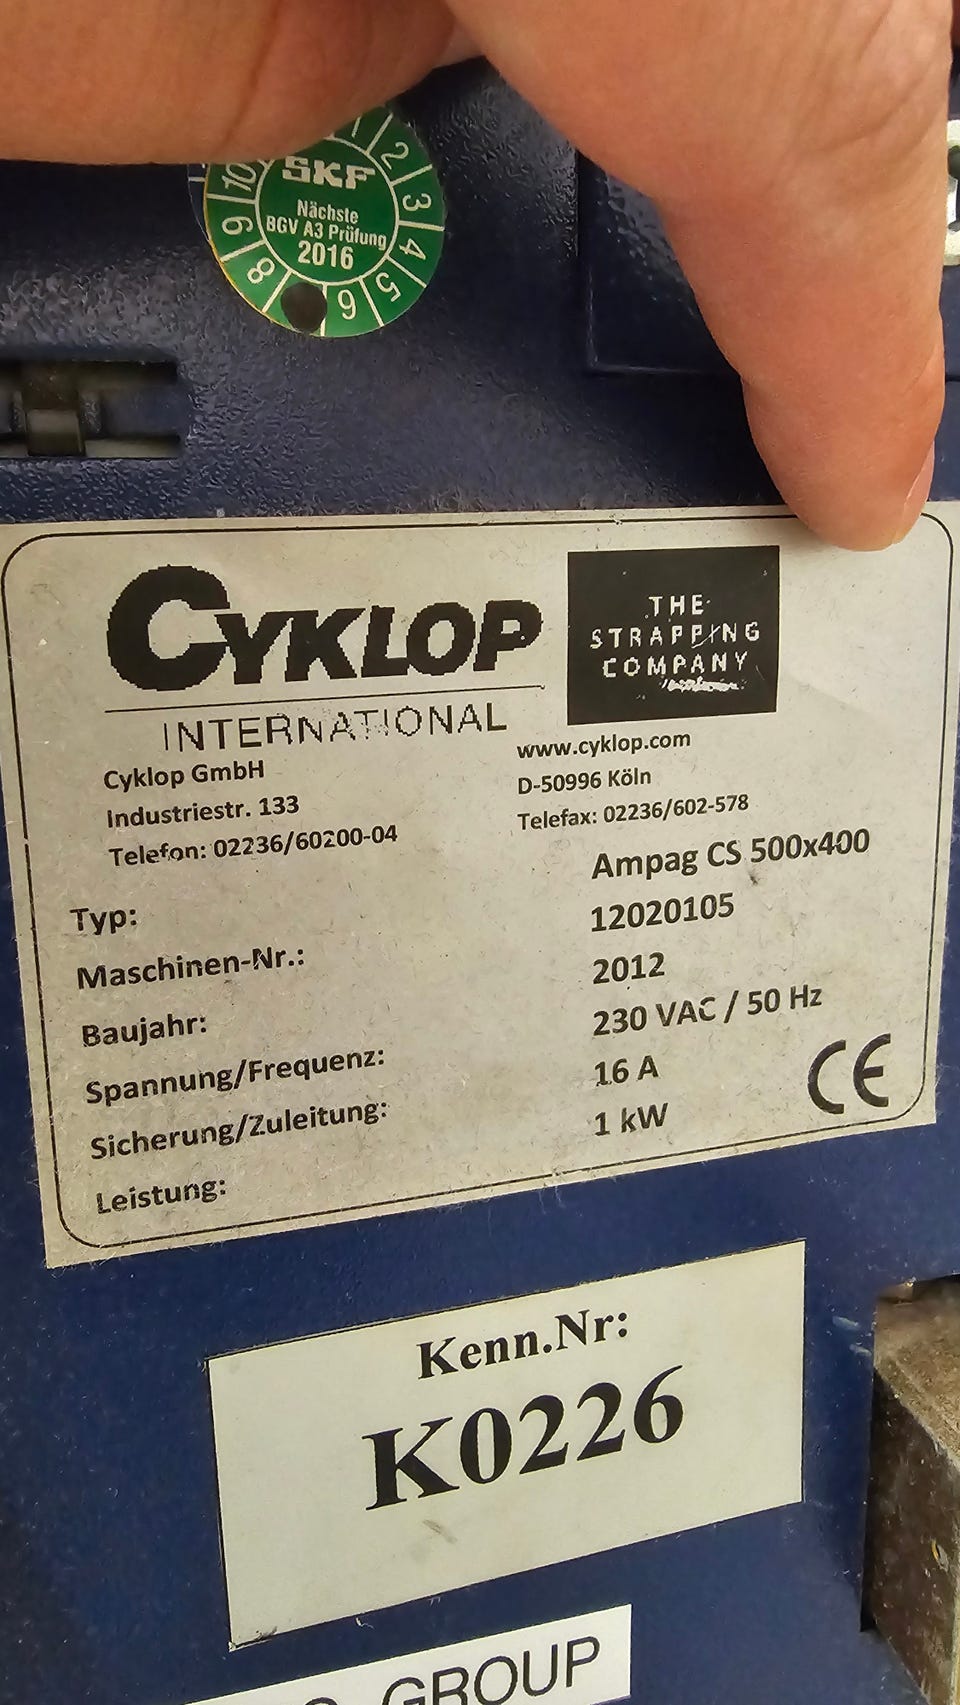 1 2 3 4 5 6 8 9 10
SKF
Nächste
BGV A3 Prüfung
2016
CYKLOP
INTERNATIONAL
THE
STRAPPING
COMPANY
Cyklop GmbH
Industriestr. 133
Telefon: 02236/60200-04
www.cyklop.com
D-50996 Köln
Telefax: 02236/602-578
Typ: Ampag CS 500x400
Maschinen-Nr.: 12020105
Baujahr: 2012
Spannung/Frequenz: 230 VAC / 50 Hz
Sicherung/Zuleitung: 16 A
Leistung: 1 kW
CE
Kenn.Nr:
K0226
GROUP